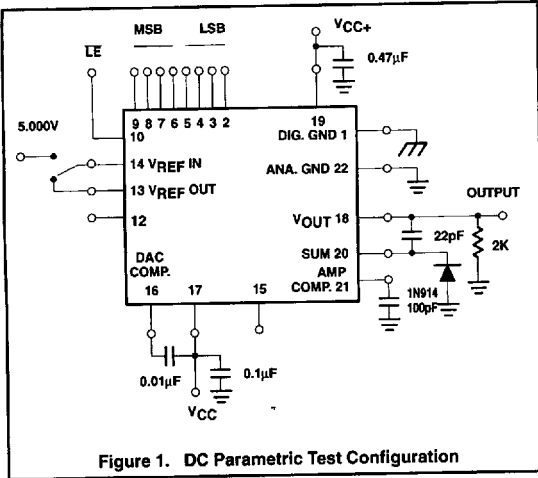 MSB LSB
VCC+
LE
0.47µF
9 8 7 6 5 4 3 2
19
10
DIG. GND 1
5.000V
14 VREF IN
ANA. GND 22
13 VREF OUT
OUTPUT
12
VOUT 18
22pF
2K
DAC COMP.
SUM 20
AMP COMP. 21
1N914
100pF
16 17 15
0.01µF
0.1µF
VCC
Figure 1. DC Parametric Test Configuration